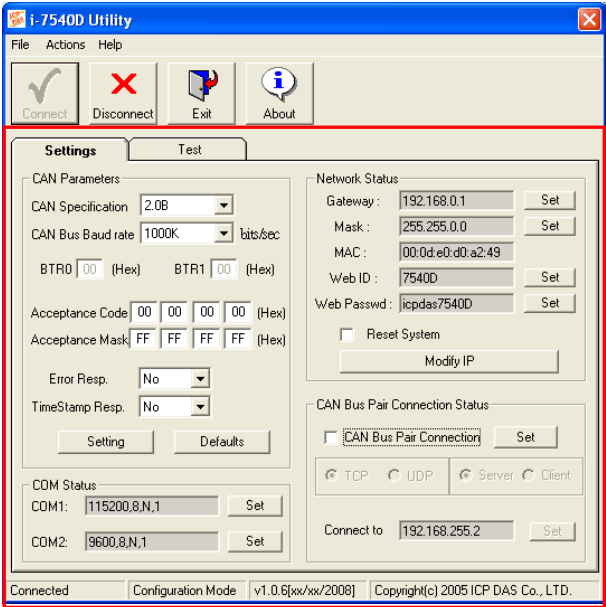 i-7540D Utility
File Actions Help
Connect Disconnect Exit About
Settings Test
CAN Parameters
CAN Specification 2.0B
CAN Bus Baud rate 1000K bits/sec
BTR0 00 (Hex) BTR1 00 (Hex)
Acceptance Code 00 00 00 00 (Hex)
Acceptance Mask FF FF FF FF (Hex)
Error Resp. No
TimeStamp Resp. No
Setting Defaults
COM Status
COM1: 115200,8,N,1 Set
COM2: 9600,8,N,1 Set
Network Status
Gateway : 192.168.0.1 Set
Mask : 255.255.0.0 Set
MAC : 00:0d:e0:d0:a2:49
Web ID : 7540D Set
Web Passwd : icpdas7540D Set
Reset System
Modify IP
CAN Bus Pair Connection Status
CAN Bus Pair Connection Set
TCP UDP Server Client
Connect to 192.168.255.2 Set
Connected Configuration Mode v1.0.6[xx/xx/2008] Copyright(c) 2005 ICP DAS Co., LTD.